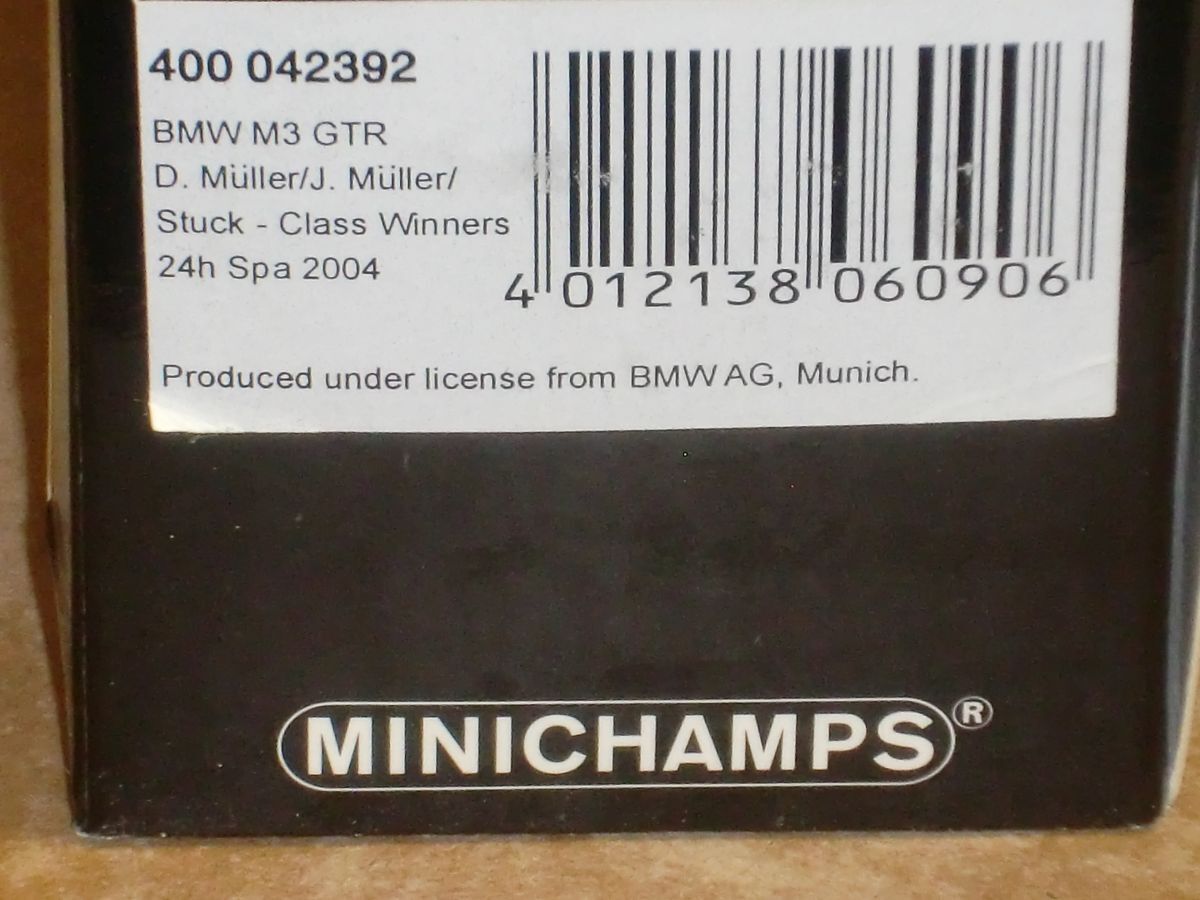 400 042392
BMW M3 GTR
D. Müller/J. Müller/
Stuck - Class Winners
24h Spa 2004
4 012138 060906
Produced under license from BMW AG, Munich.
MINICHAMPS®